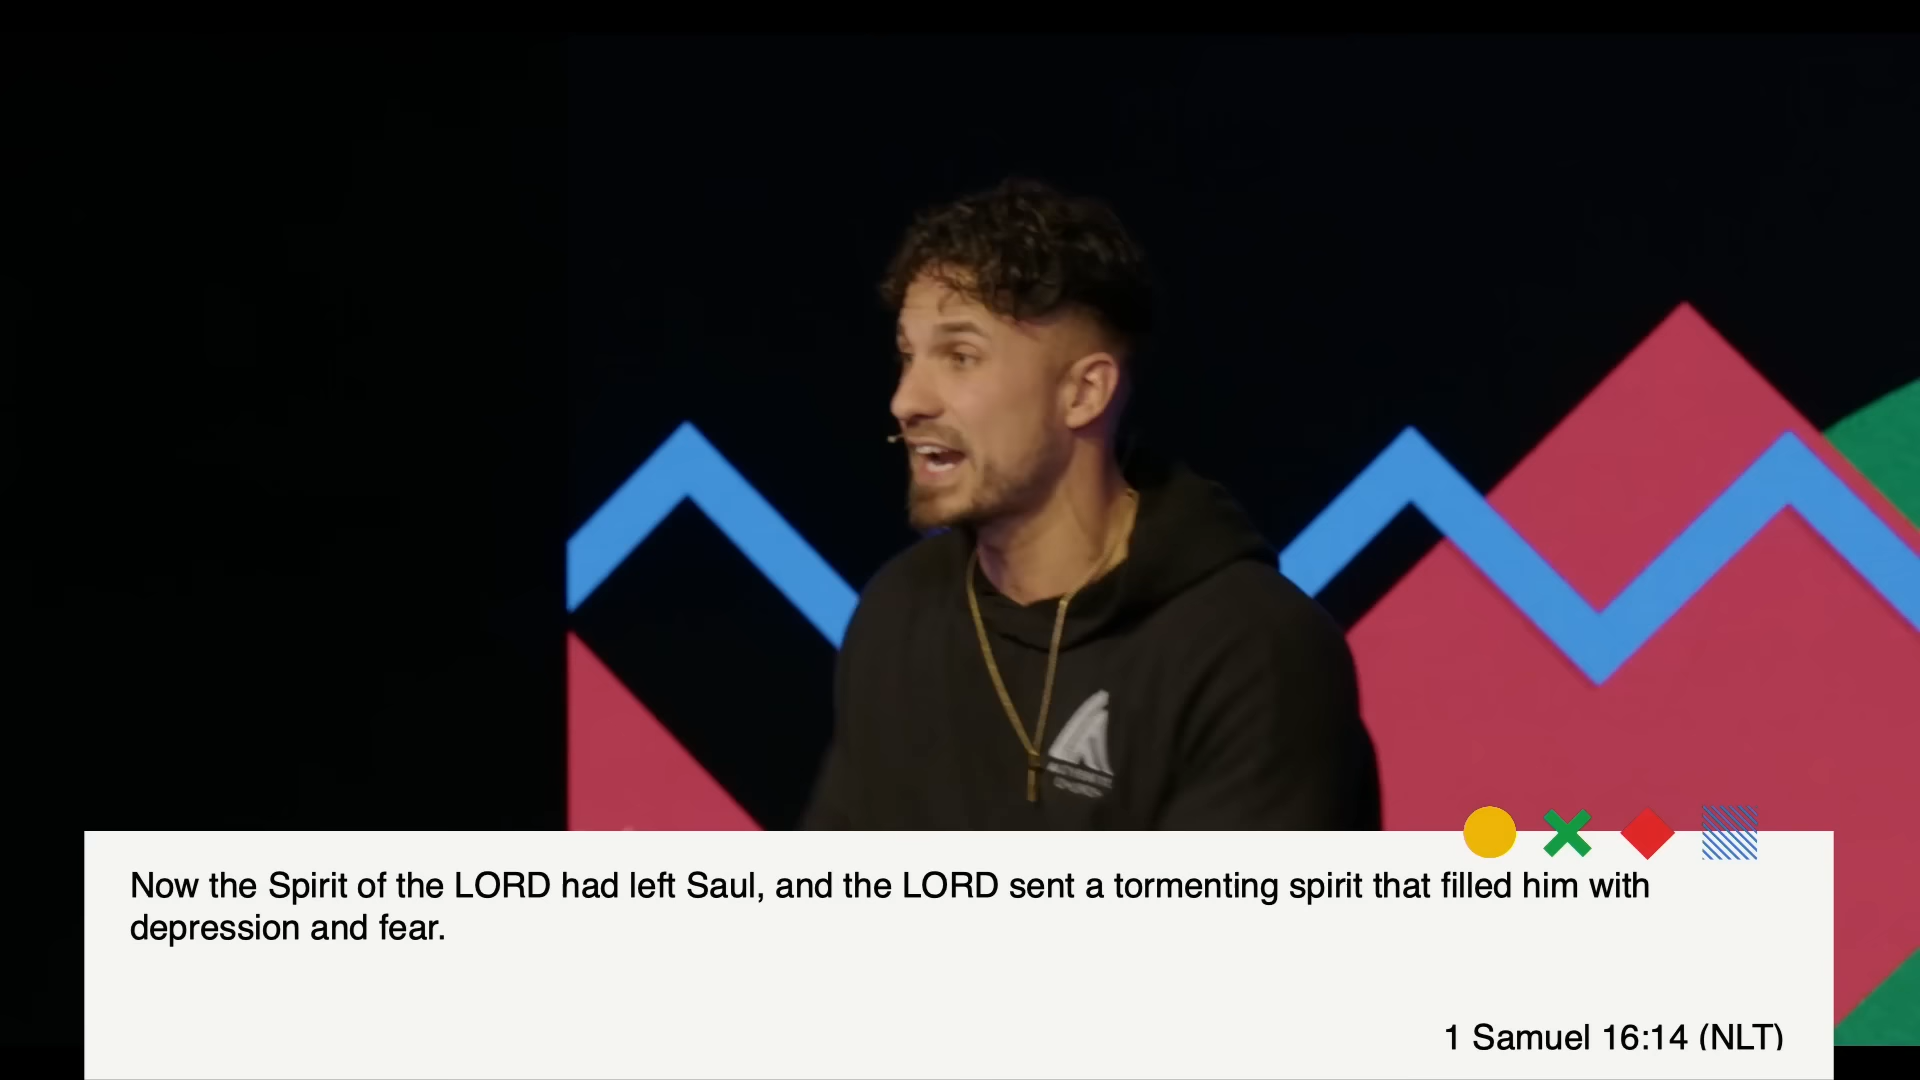 Now the Spirit of the LORD had left Saul, and the LORD sent a tormenting spirit that filled him with
depression and fear.
1 Samuel 16:14 (NLT)